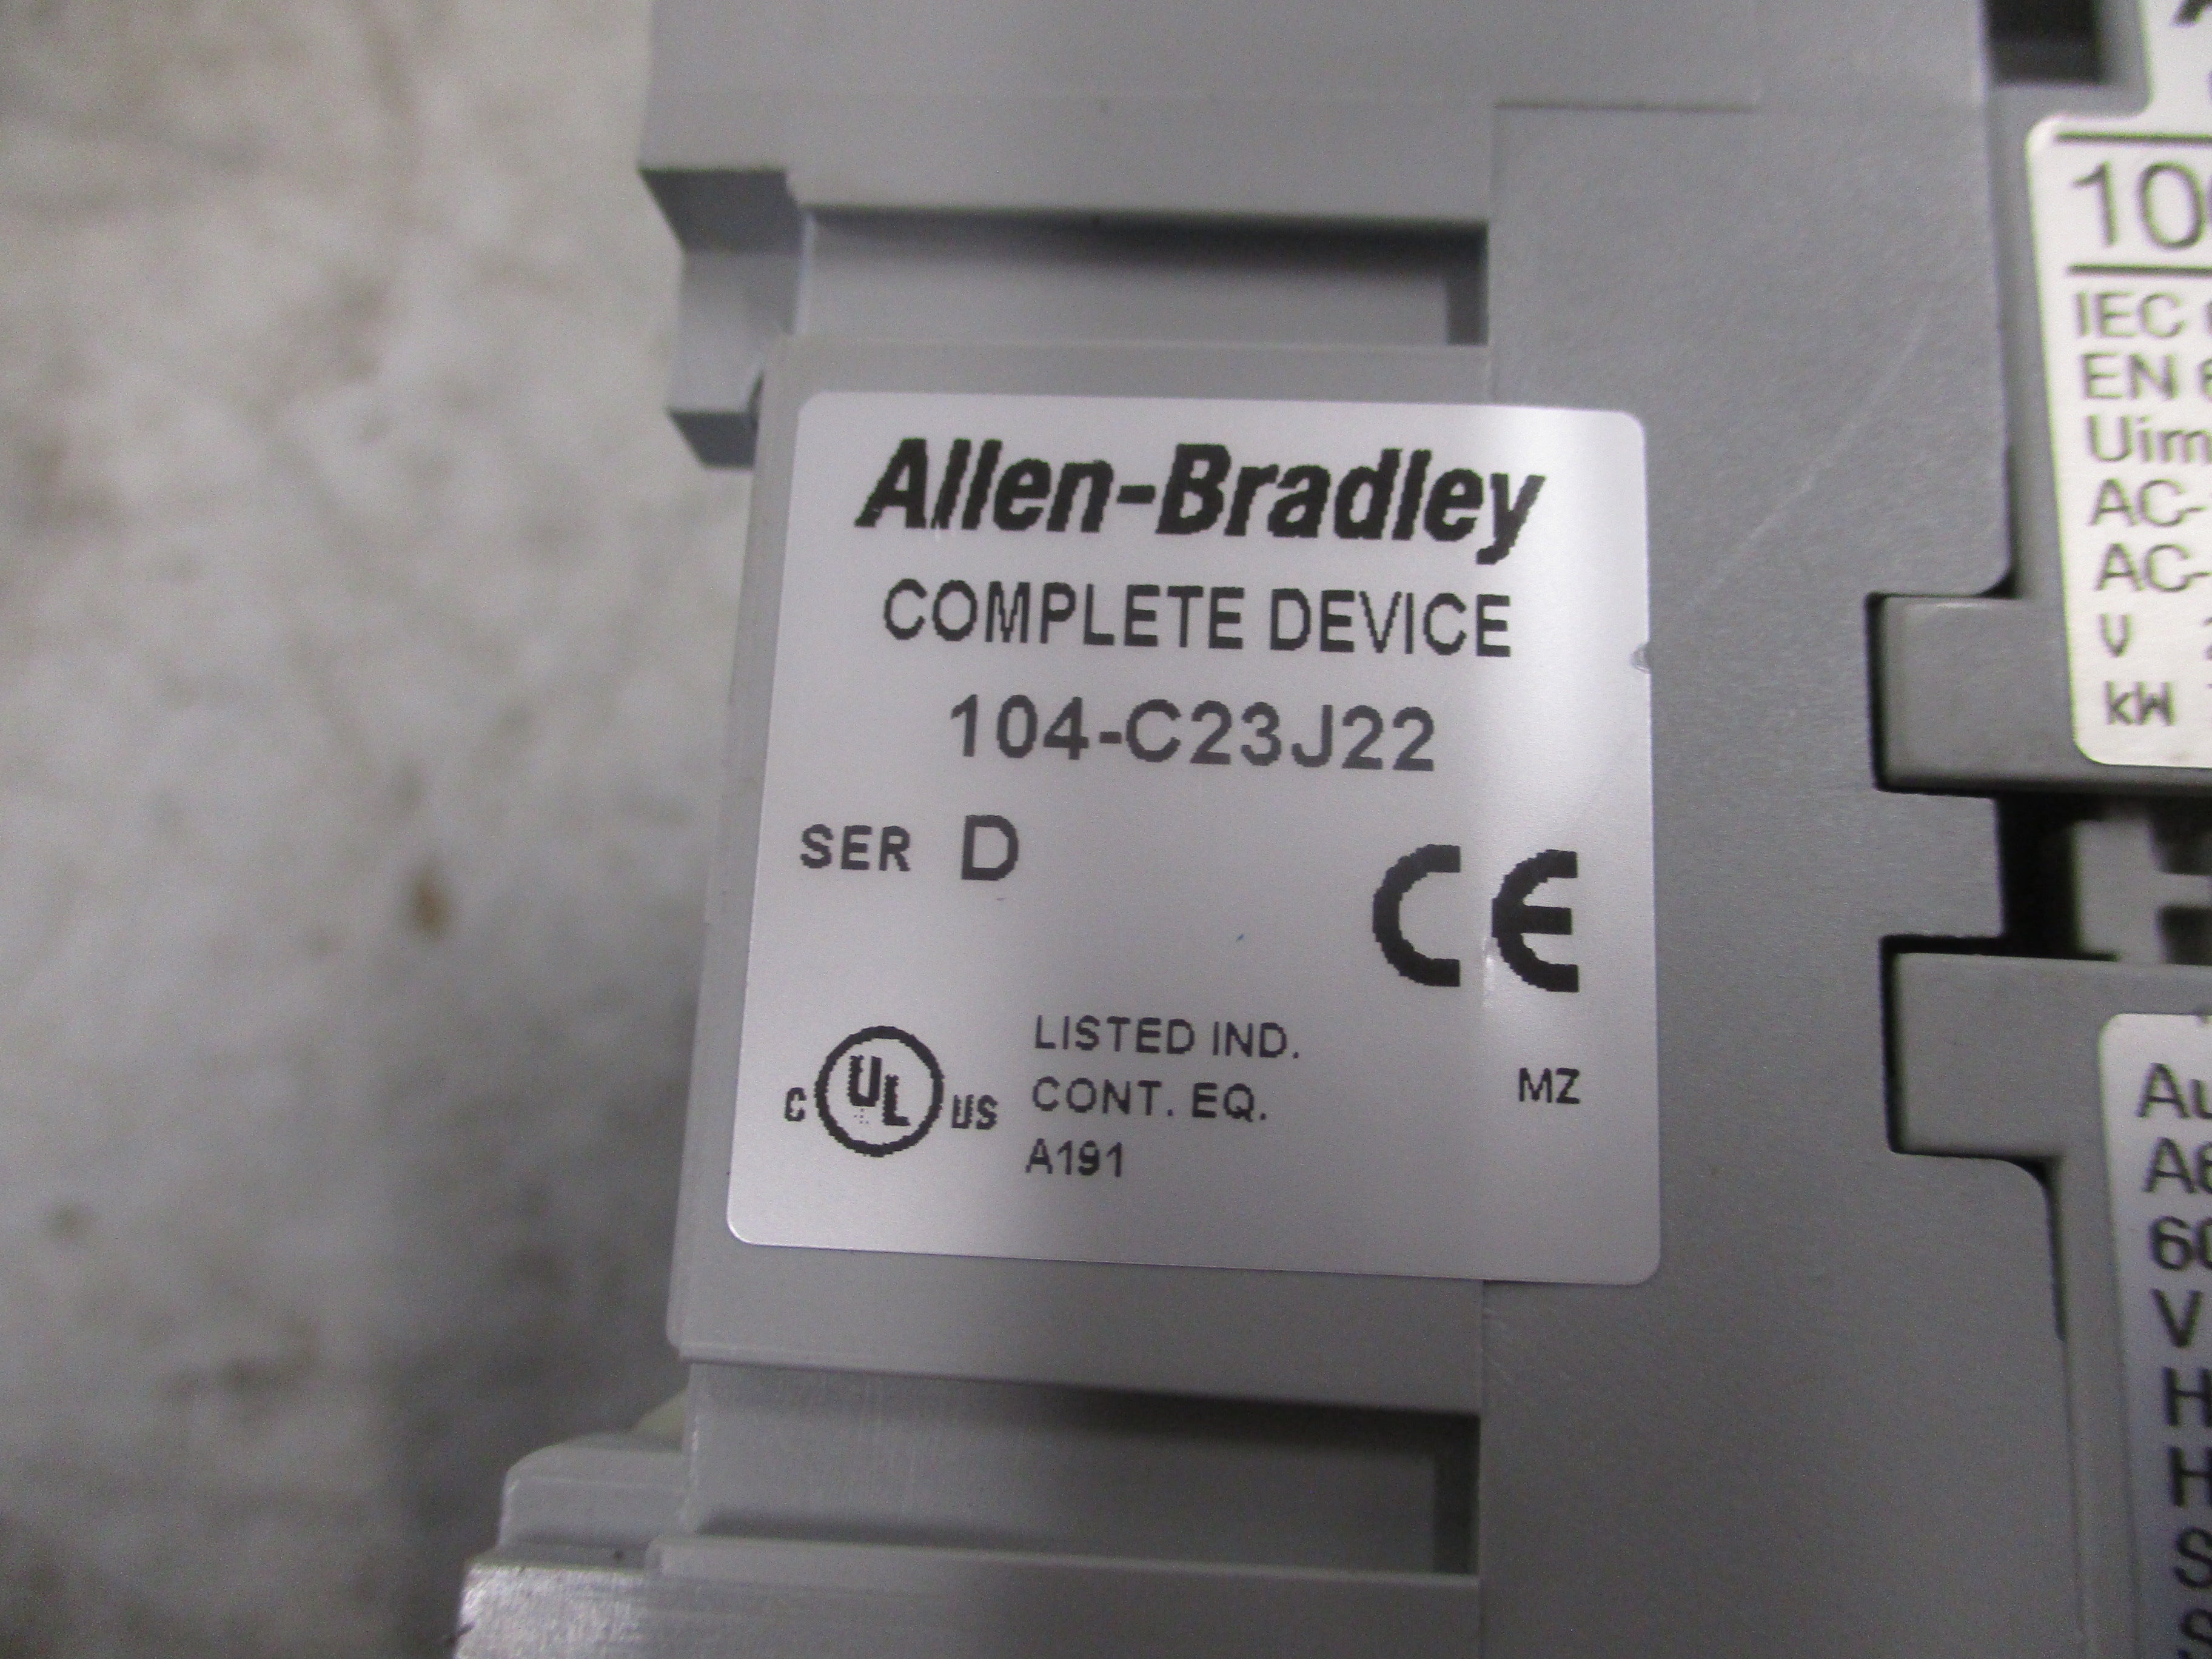 Allen-Bradley
COMPLETE DEVICE
104-C23J22
SER D
CE
C UL US
LISTED IND.
CONT. EQ.
A191
MZ
IEC
EN
AC-
AC-
V
kW
V